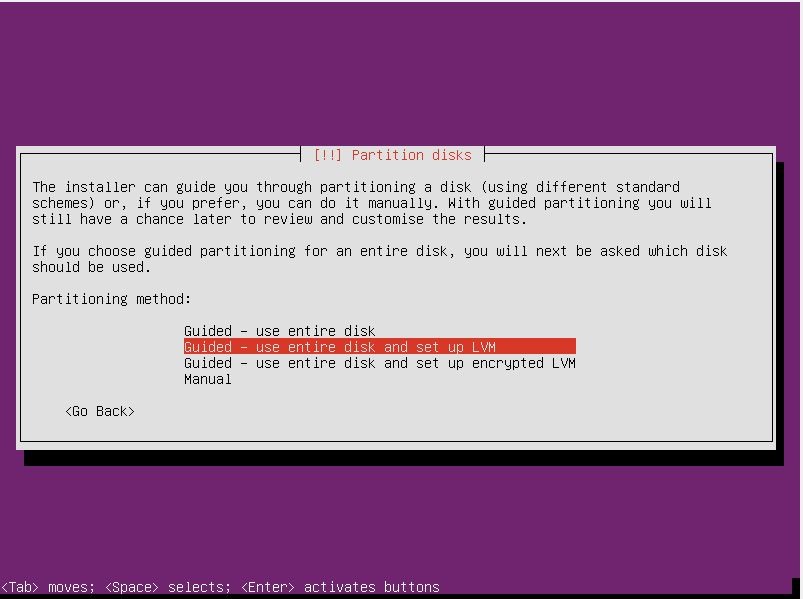 [!!] Partition disks
The installer can guide you through partitioning a disk (using different standard
schemes) or, if you prefer, you can do it manually. With guided partitioning you will
still have a chance later to review and customise the results.
If you choose guided partitioning for an entire disk, you will next be asked which disk
should be used.
Partitioning method:
Guided – use entire disk
Guided – use entire disk and set up LVM
Guided – use entire disk and set up encrypted LVM
Manual
<Go Back>
<Tab> moves; <Space> selects; <Enter> activates buttons